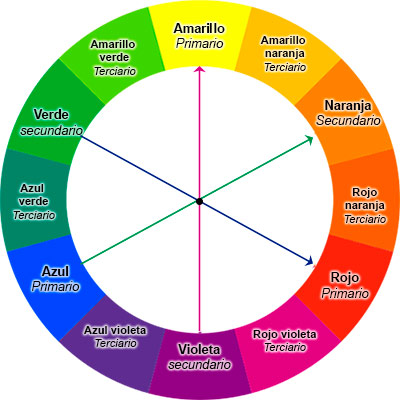 Amarillo
Primario
Amarillo
naranja
Terciario
Naranja
Secundario
Rojo
naranja
Terciario
Rojo
Primario
Rojo violeta
Terciario
Violeta
secundario
Azul violeta
Terciario
Azul
Primario
Azul
verde
Terciario
Verde
secundario
Amarillo
verde
Terciario